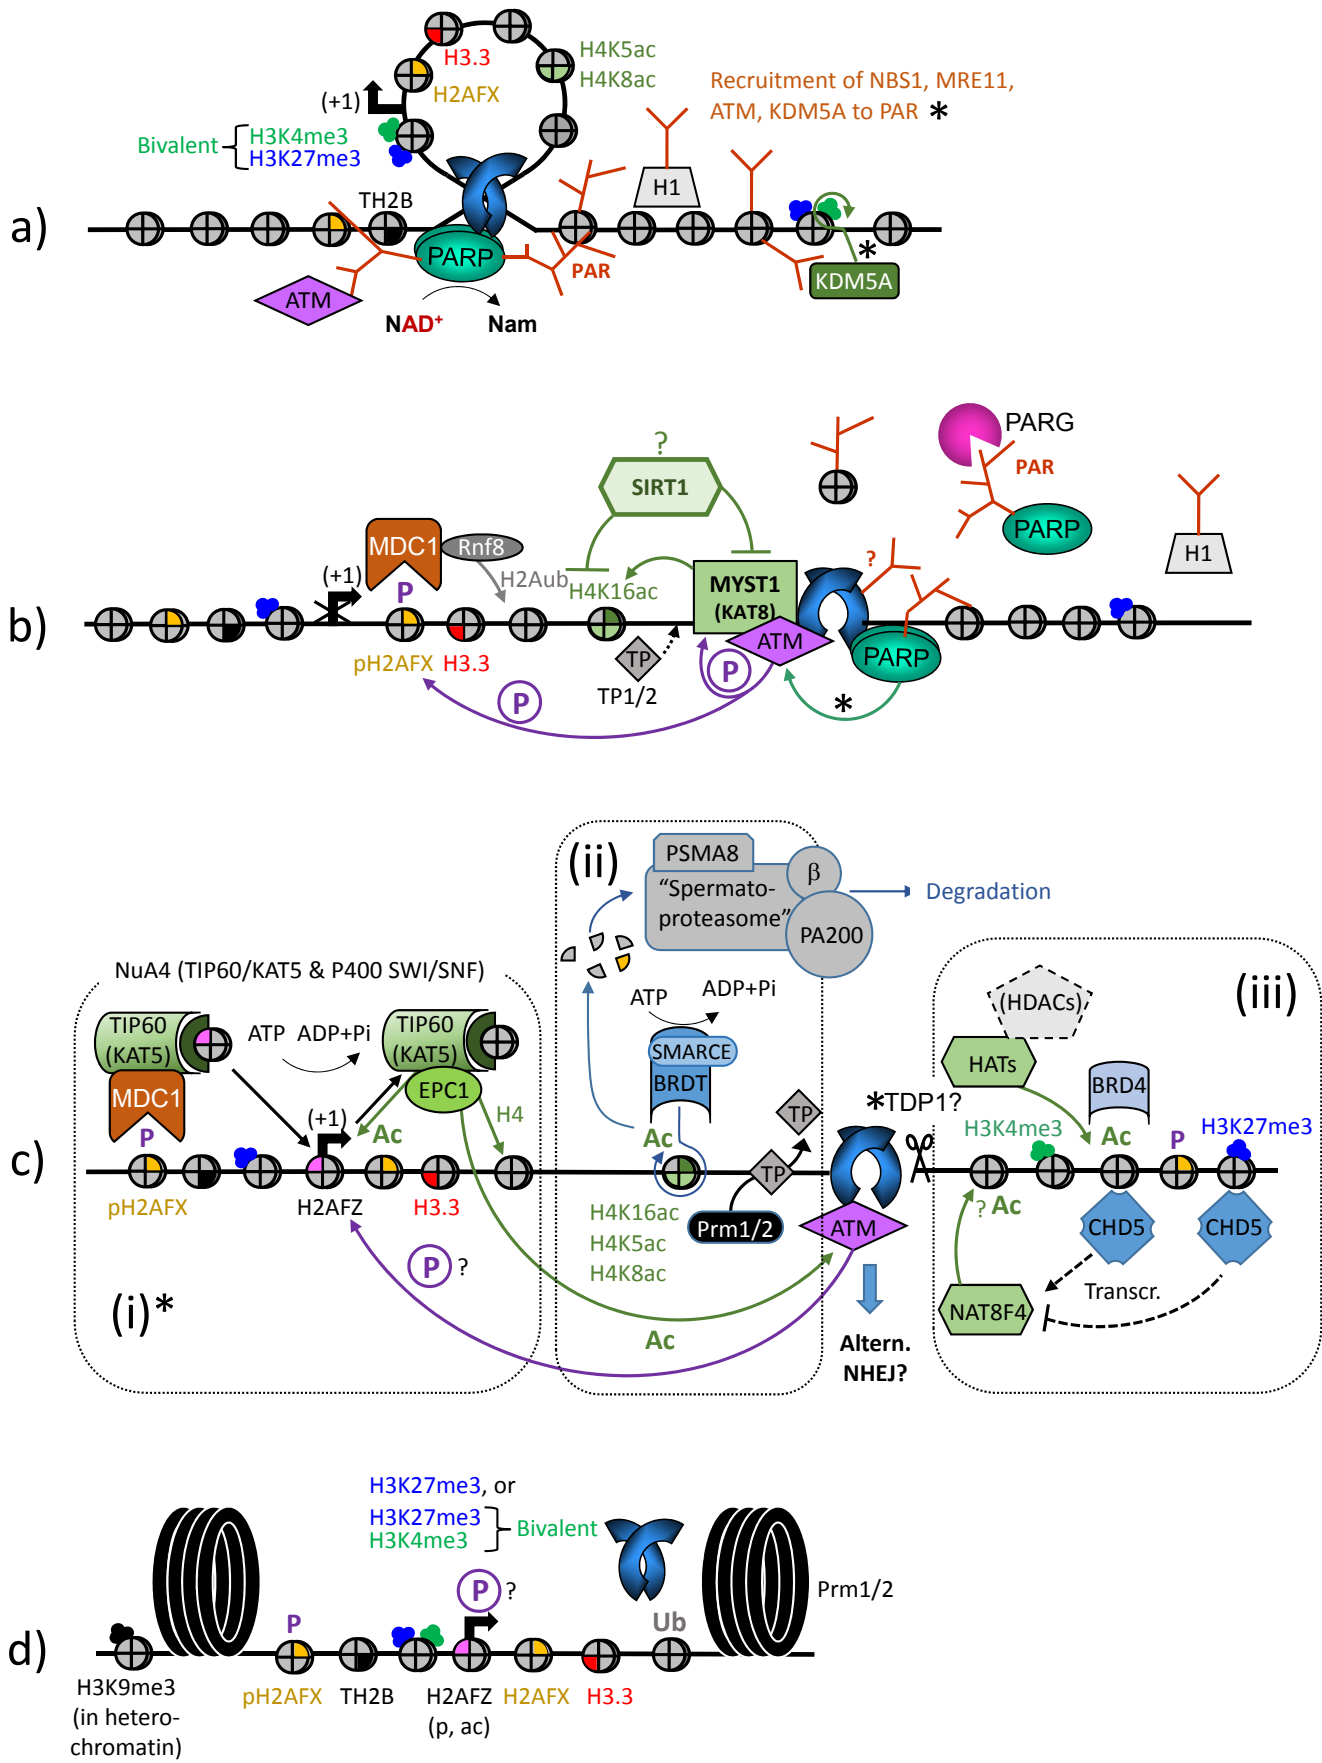 a)
H3.3
H4K5ac
H4K8ac
H2AFX
(+1)
Recruitment of NBS1, MRE11,
ATM, KDM5A to PAR *
Bivalent
H3K4me3
H3K27me3
TH2B
H1
PARP
PAR
*
KDM5A
ATM
NAD+
Nam
b)
?
SIRT1
PARG
PAR
PARP
H1
MDC1
Rnf8
(+1)
P
H2Aub
H4K16ac
MYST1
(KAT8)
?
ATM
PARP
pH2AFX
H3.3
TP
TP1/2
P
P
*
c)
(ii)
PSMA8
"Spermato-
proteasome"
β
PA200
Degradation
NuA4 (TIP60/KAT5 & P400 SWI/SNF)
(HDACs)
(iii)
TIP60
(KAT5)
ATP
ADP+Pi
TIP60
(KAT5)
ATP
ADP+Pi
SMARCE
BRDT
HATs
BRD4
MDC1
EPC1
P
(+1)
Ac
H4
Ac
TP
*TDP1?
H3K4me3
Ac
P
H3K27me3
TP
pH2AFX
H2AFZ
H3.3
H4K16ac
H4K5ac
H4K8ac
Prm1/2
ATM
? Ac
CHD5
CHD5
P ?
Transcr.
NAT8F4
(i)*
Ac
Altern.
NHEJ?
d)
H3K27me3, or
H3K27me3
H3K4me3
Bivalent
P ?
Prm1/2
P
Ub
H3K9me3
(in hetero-
chromatin)
pH2AFX
TH2B
H2AFZ
(p, ac)
H2AFX
H3.3